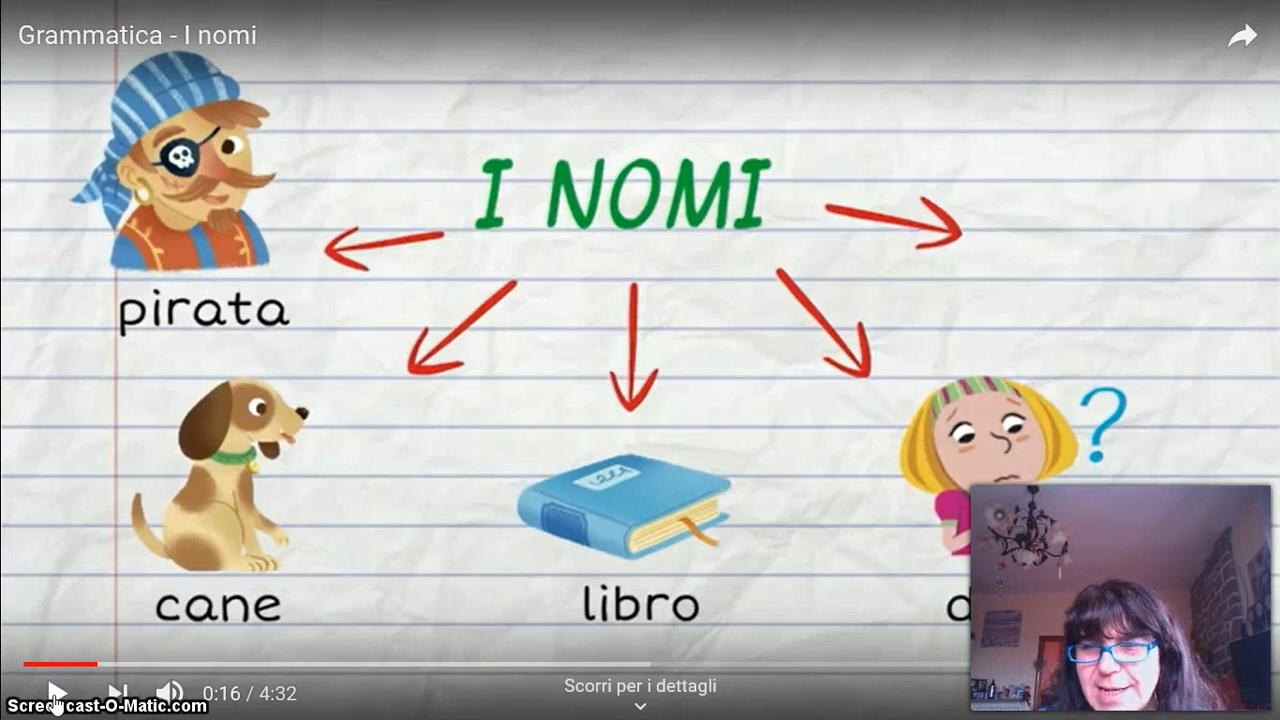 Grammatica - I nomi
I NOMI
pirata
cane
libro
?
0:16 / 4:32
Scorri per i dettagli
Screencast-O-Matic.com